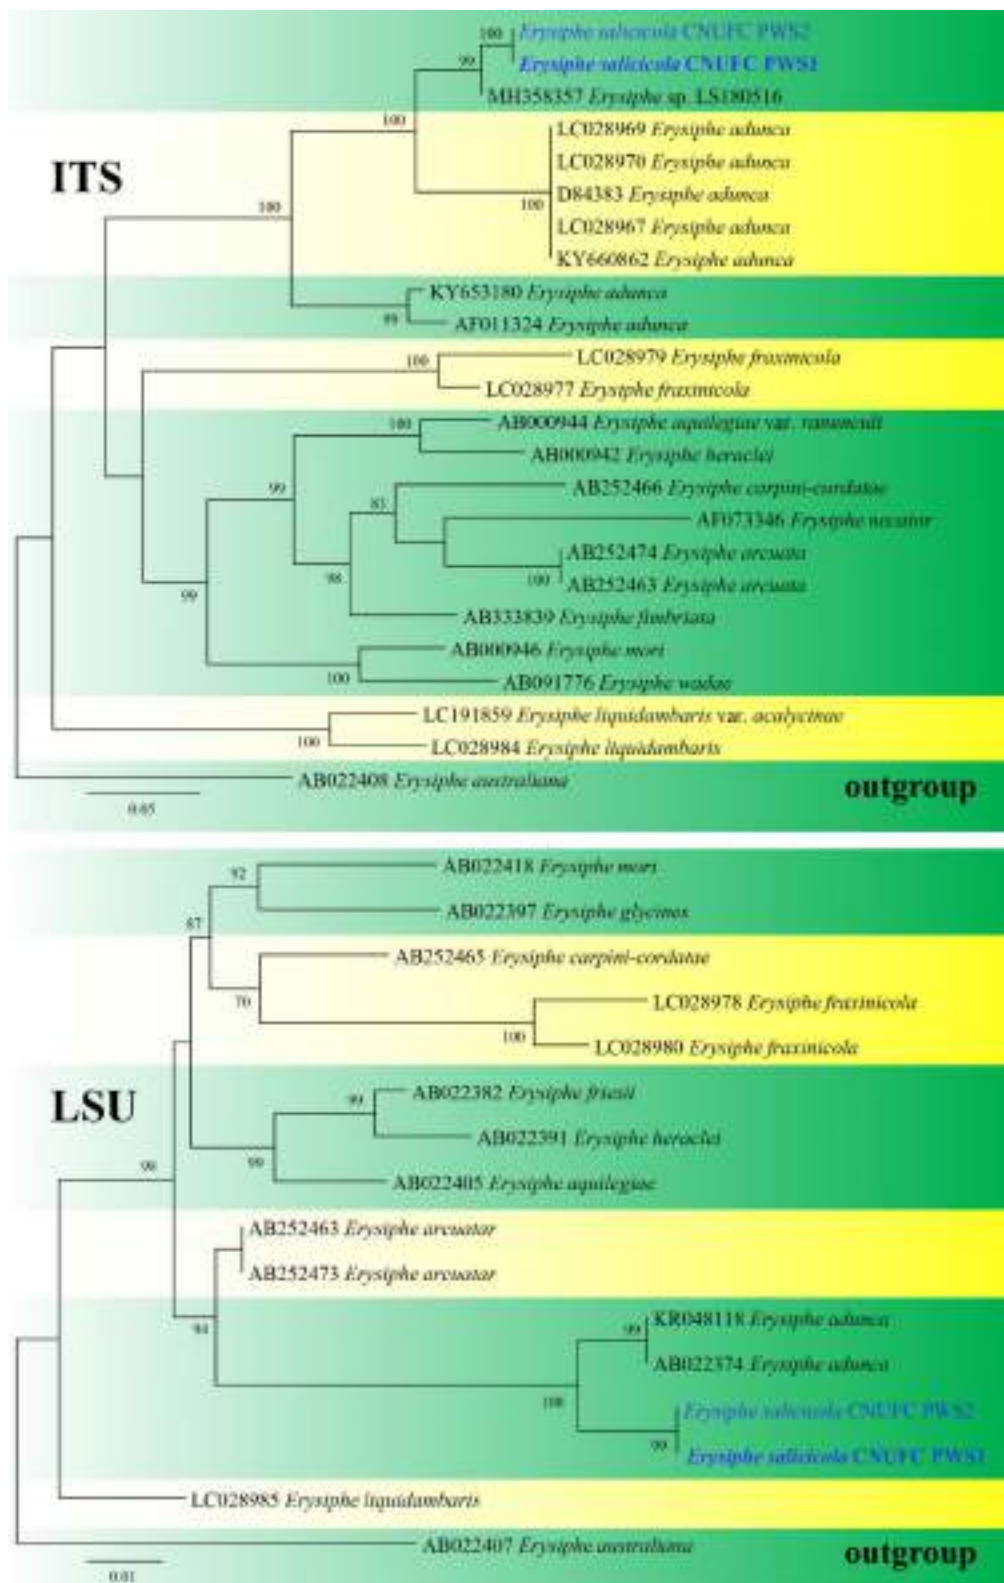 100
Erysiphe salicicola CNUFC PWS2
99
Erysiphe salicicola CNUFC PWS1
MH358357 Erysiphe sp. LS180516
100
LC028969 Erysiphe adunca
ITS
LC028970 Erysiphe adunca
D84383 Erysiphe adunca
100
100
LC028967 Erysiphe adunca
KY660862 Erysiphe adunca
KY653180 Erysiphe adunca
99
AF011324 Erysiphe adunca
100
LC028979 Erysiphe fraxinicola
LC028977 Erysiphe fraxinicola
100
AB000944 Erysiphe aquilegiae var. ranunculi
AB000942 Erysiphe heraclei
99
AB252466 Erysiphe carpini-cordatae
83
AF073346 Erysiphe necator
AB252474 Erysiphe arcuata
98
100
AB252463 Erysiphe arcuata
99
AB333839 Erysiphe fimbriata
AB000946 Erysiphe mori
100
AB091776 Erysiphe wadae
LC191859 Erysiphe liquidambaris var. acalycinae
100
LC028984 Erysiphe liquidambaris
AB022408 Erysiphe australiana
outgroup
0.05
AB022418 Erysiphe mori
92
AB022397 Erysiphe glycines
87
AB252465 Erysiphe carpini-cordatae
70
LC028978 Erysiphe fraxinicola
100
LC028980 Erysiphe fraxinicola
AB022382 Erysiphe friesii
99
LSU
AB022391 Erysiphe heraclei
99
98
AB022405 Erysiphe aquilegiae
AB252463 Erysiphe arcuatar
AB252473 Erysiphe arcuatar
KR048118 Erysiphe adunca
94
99
AB022374 Erysiphe adunca
100
Erysiphe salicicola CNUFC PWS2
99
Erysiphe salicicola CNUFC PWS1
LC028985 Erysiphe liquidambaris
AB022407 Erysiphe australiana
outgroup
0.01